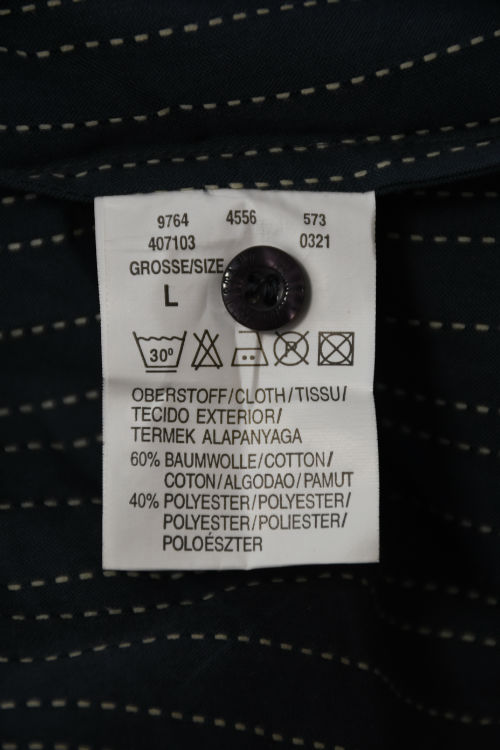 9764 4556 573
407103 0321
GROSSE/SIZE
L
30º
OBERSTOFF/CLOTH/TISSU/
TECIDO EXTERIOR/
TERMEK ALAPANYAGA
60% BAUMWOLLE/COTTON/
COTON/ALGODAO/PAMUT
40% POLYESTER/POLYESTER/
POLYESTER/POLIESTER/
POLOÉSZTER